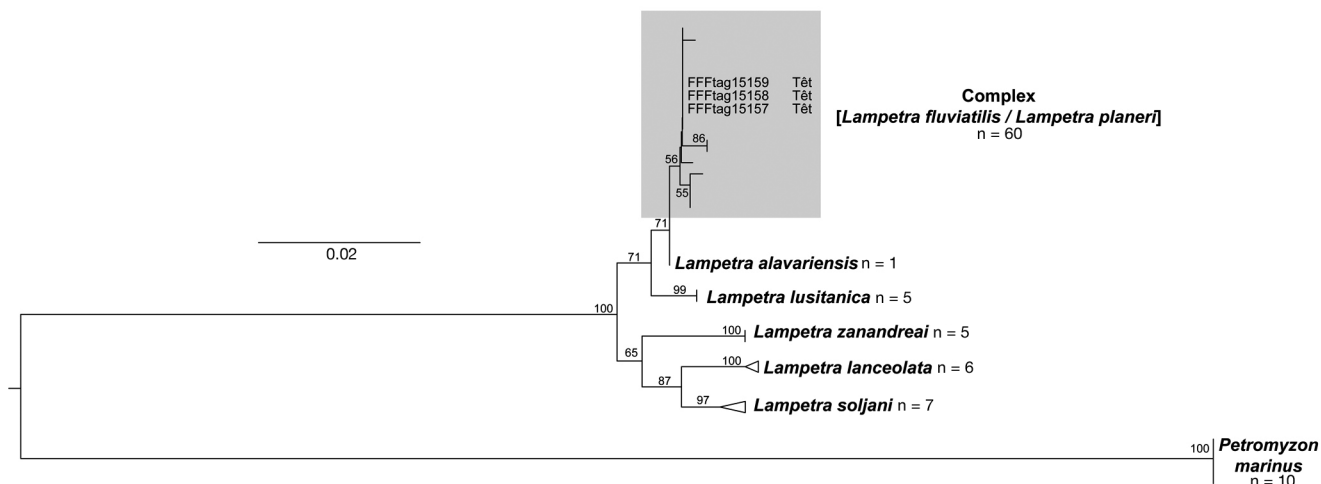 FFFtag15159 Têt
FFFtag15158 Têt
FFFtag15157 Têt
Complex
[Lampetra fluviatilis / Lampetra planeri]
n = 60
86
56
55
71
0.02
71
Lampetra alavariensis n = 1
99
Lampetra lusitanica n = 5
100
100
Lampetra zanandreai n = 5
65
100
Lampetra lanceolata n = 6
87
97
Lampetra soljani n = 7
100
Petromyzon
marinus
n = 10